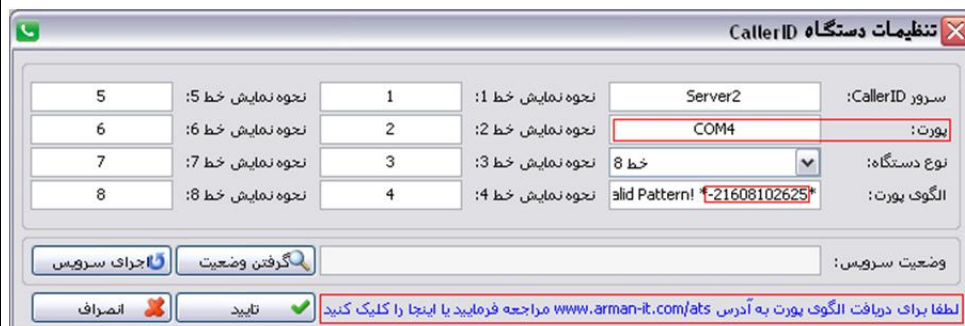 تنظیمات دستگاه CallerID
سرور CallerID: Server2 نحوه نمایش خط 1: 1 نحوه نمایش خط 5: 5
پورت: COM4 نحوه نمایش خط 2: 2 نحوه نمایش خط 6: 6
نوع دستگاه: 8 خط نحوه نمایش خط 3: 3 نحوه نمایش خط 7: 7
الگوی پورت: alid Pattern! *-21608102625* نحوه نمایش خط 4: 4 نحوه نمایش خط 8: 8
وضعیت سرویس: گرفتن وضعیت اجرای سرویس
لطفا برای دریافت الگوی پورت به آدرس www.arman-it.com/ats مراجعه فرمایید یا اینجا را کلیک کنید تایید انصراف